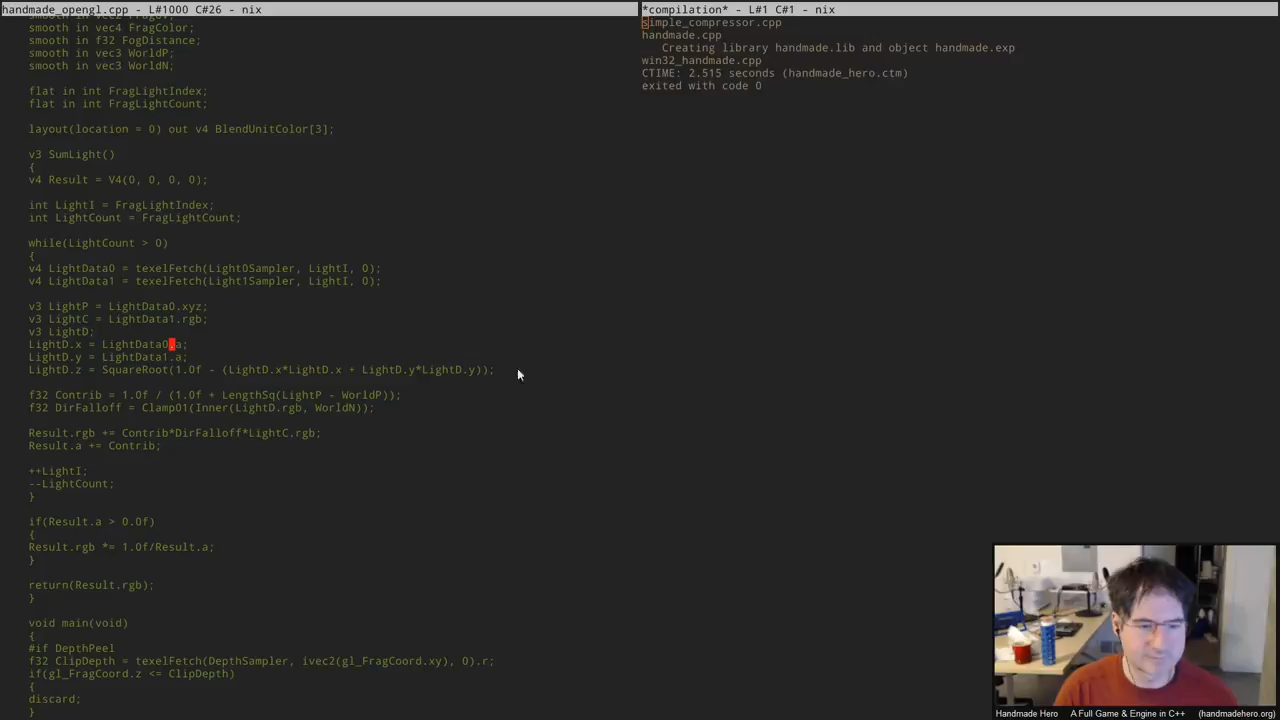 handmade_opengl.cpp - L#1000 C#26 - nix
smooth in vec2 FragUV;
smooth in vec4 FragColor;
smooth in f32 FogDistance;
smooth in vec3 WorldP;
smooth in vec3 WorldN;
flat in int FragLightIndex;
flat in int FragLightCount;
layout(location = 0) out v4 BlendUnitColor[3];
v3 SumLight()
{
v4 Result = V4(0, 0, 0, 0);
int LightI = FragLightIndex;
int LightCount = FragLightCount;
while(LightCount > 0)
{
v4 LightData0 = texelFetch(Light0Sampler, LightI, 0);
v4 LightData1 = texelFetch(Light1Sampler, LightI, 0);
v3 LightP = LightData0.xyz;
v3 LightC = LightData1.rgb;
v3 LightD;
LightD.x = LightData0.a;
LightD.y = LightData1.a;
LightD.z = SquareRoot(1.0f - (LightD.x*LightD.x + LightD.y*LightD.y));
f32 Contrib = 1.0f / (1.0f + LengthSq(LightP - WorldP));
f32 DirFalloff = Clamp01(Inner(LightD.rgb, WorldN));
Result.rgb += Contrib*DirFalloff*LightC.rgb;
Result.a += Contrib;
++LightI;
--LightCount;
}
if(Result.a > 0.0f)
{
Result.rgb *= 1.0f/Result.a;
}
return(Result.rgb);
}
void main(void)
{
#if DepthPeel
f32 ClipDepth = texelFetch(DepthSampler, ivec2(gl_FragCoord.xy), 0).r;
if(gl_FragCoord.z <= ClipDepth)
{
discard;
}
*compilation* - L#1 C#1 - nix
simple_compressor.cpp
handmade.cpp
Creating library handmade.lib and object handmade.exp
win32_handmade.cpp
CTIME: 2.515 seconds (handmade_hero.ctm)
exited with code 0
Handmade Hero A Full Game & Engine in C++ (handmadehero.org)